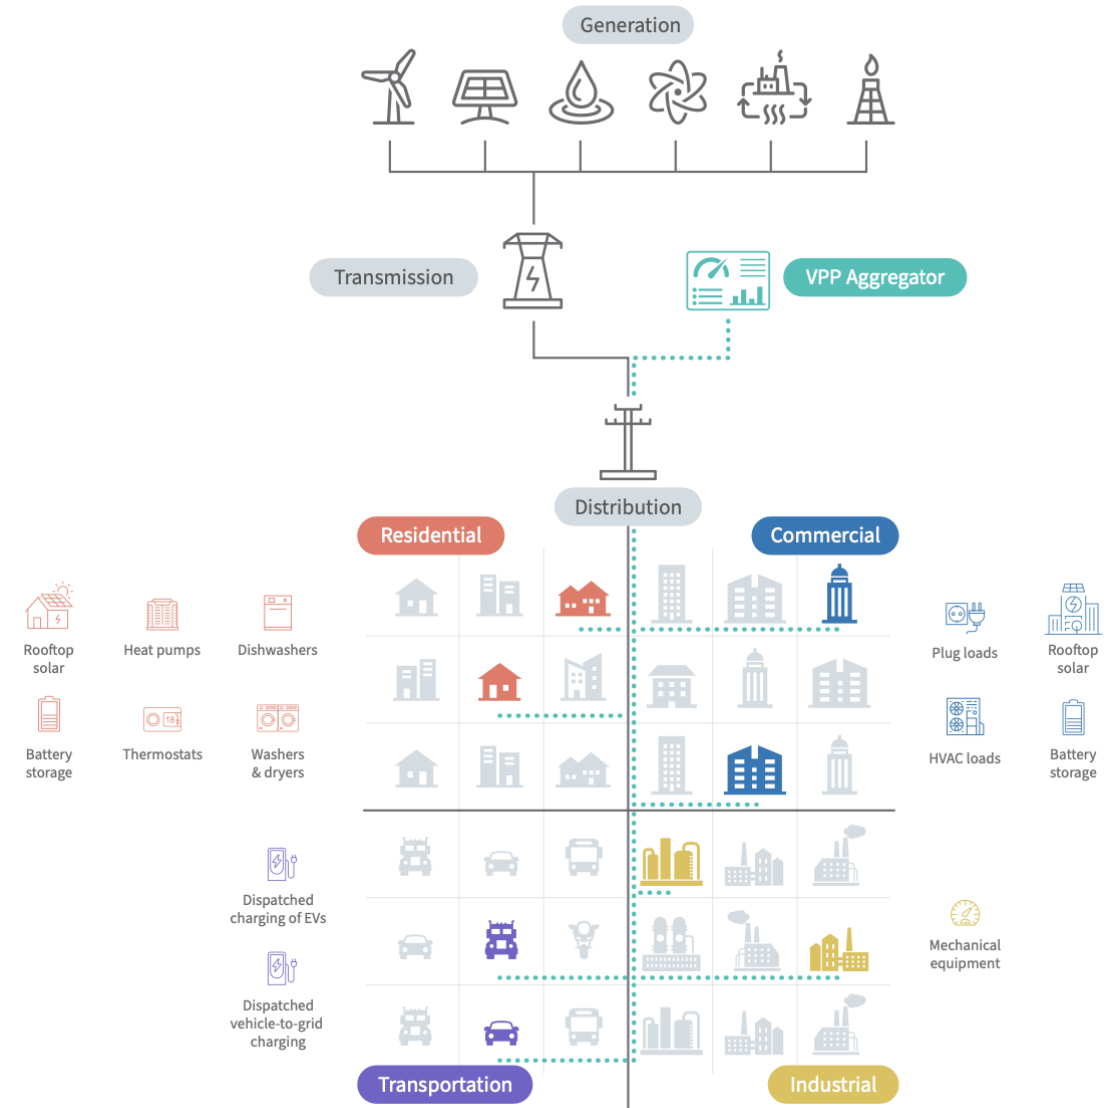 Generation
Transmission
VPP Aggregator
Distribution
Residential
Commercial
Rooftop
solar
Heat pumps
Dishwashers
Battery
storage
Thermostats
18
Washers
& dryers
Plug loads
Rooftop
solar
HVAC loads
Battery
storage
Dispatched
charging of EVs
Dispatched
vehicle-to-grid
charging
Mechanical
equipment
Transportation
Industrial